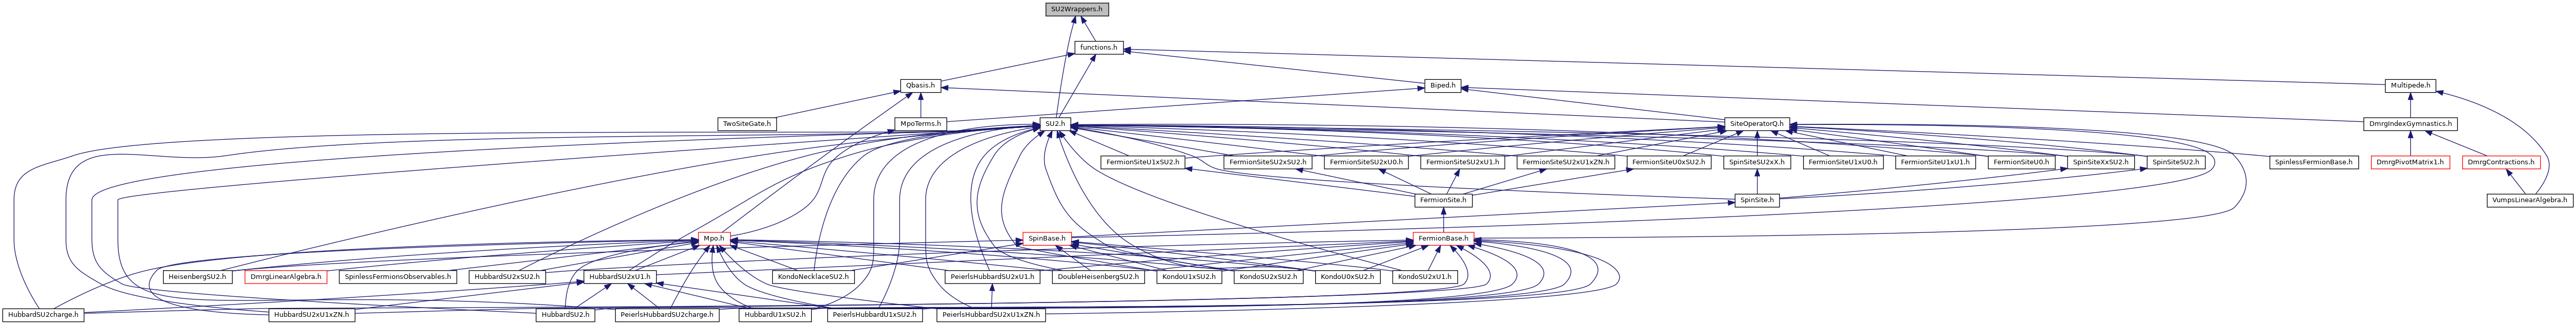 SU2Wrappers.h
functions.h
Qbasis.h
Biped.h
Multipede.h
TwoSiteGate.h
MpoTerms.h
SU2.h
SiteOperatorQ.h
DmrgIndexGymnastics.h
FermionSiteU1xSU2.h
FermionSiteSU2xSU2.h
FermionSiteSU2xU0.h
FermionSiteSU2xU1.h
FermionSiteSU2xU1xZN.h
FermionSiteU0xSU2.h
SpinSiteSU2xX.h
FermionSiteU1xU0.h
FermionSiteU1xU1.h
FermionSiteU0.h
SpinSiteXxSU2.h
SpinSiteSU2.h
SpinlessFermionBase.h
DmrgPivotMatrix1.h
DmrgContractions.h
FermionSite.h
SpinSite.h
VumpsLinearAlgebra.h
Mpo.h
SpinBase.h
FermionBase.h
HeisenbergSU2.h
DmrgLinearAlgebra.h
SpinlessFermionsObservables.h
HubbardSU2xSU2.h
HubbardSU2xU1.h
KondoNecklaceSU2.h
PeierlsHubbardSU2xU1.h
DoubleHeisenbergSU2.h
KondoU1xSU2.h
KondoSU2xSU2.h
KondoU0xSU2.h
KondoSU2xU1.h
HubbardSU2charge.h
HubbardSU2xU1xZN.h
HubbardSU2.h
PeierlsHubbardSU2charge.h
HubbardU1xSU2.h
PeierlsHubbardU1xSU2.h
PeierlsHubbardSU2xU1xZN.h